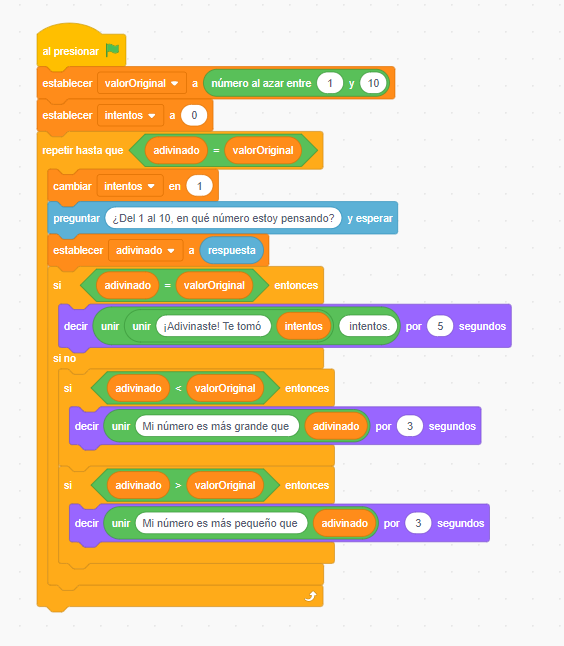 al presionar
establecer valorOriginal a número al azar entre 1 y 10
establecer intentos a 0
repetir hasta que adivinado = valorOriginal
cambiar intentos en 1
preguntar ¿Del 1 al 10, en qué número estoy pensando? y esperar
establecer adivinado a respuesta
si adivinado = valorOriginal entonces
decir unir unir ¡Adivinaste! Te tomó intentos intentos. por 5 segundos
si no
si adivinado < valorOriginal entonces
decir unir Mi número es más grande que adivinado por 3 segundos
si adivinado > valorOriginal entonces
decir unir Mi número es más pequeño que adivinado por 3 segundos